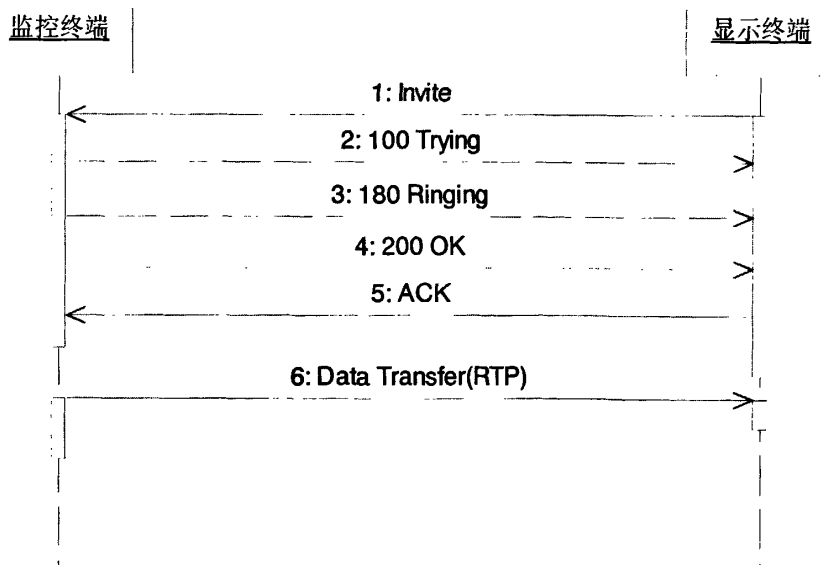 监控终端
显示终端
1: Invite
2: 100 Trying
3: 180 Ringing
4: 200 OK
5: ACK
6: Data Transfer(RTP)